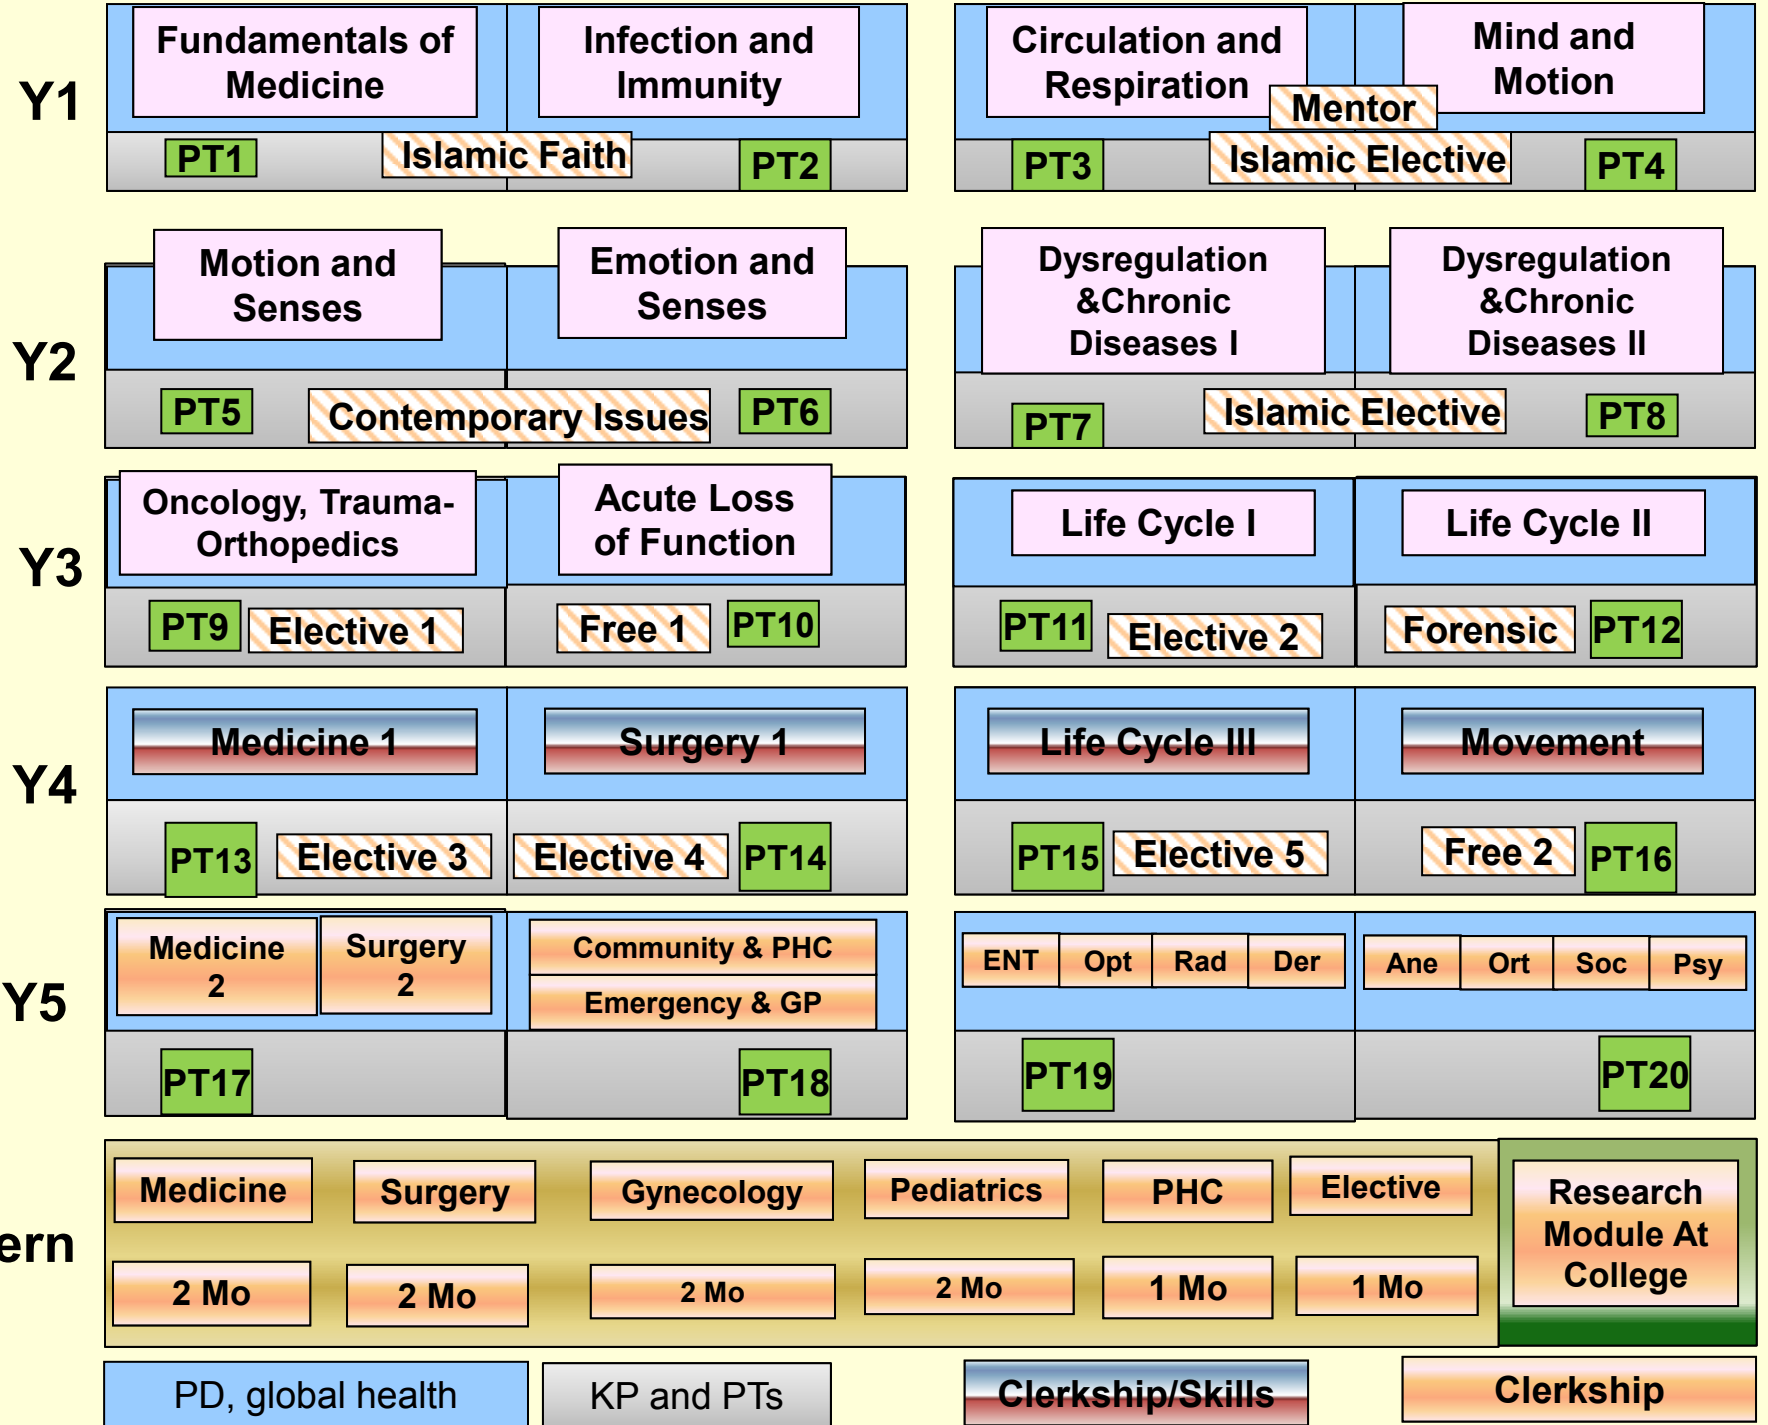 Y1
Fundamentals of
Medicine
Infection and
Immunity
Circulation and
Respiration
Mind and
Motion
Mentor
PT1
Islamic Faith
PT2
PT3
Islamic Elective
PT4
Y2
Motion and
Senses
Emotion and
Senses
Dysregulation
&Chronic
Diseases I
Dysregulation
&Chronic
Diseases II
PT5
Contemporary Issues
PT6
PT7
Islamic Elective
PT8
Y3
Oncology, Trauma-
Orthopedics
Acute Loss
of Function
Life Cycle I
Life Cycle II
PT9
Elective 1
Free 1
PT10
PT11
Elective 2
Forensic
PT12
Y4
Medicine 1
Surgery 1
Life Cycle III
Movement
PT13
Elective 3
Elective 4
PT14
PT15
Elective 5
Free 2
PT16
Y5
Medicine
2
Surgery
2
Community & PHC
Emergency & GP
ENT
Opt
Rad
Der
Ane
Ort
Soc
Psy
PT17
PT18
PT19
PT20
ern
Medicine
Surgery
Gynecology
Pediatrics
PHC
Elective
2 Mo
2 Mo
2 Mo
2 Mo
1 Mo
1 Mo
Research
Module At
College
PD, global health
KP and PTs
Clerkship/Skills
Clerkship